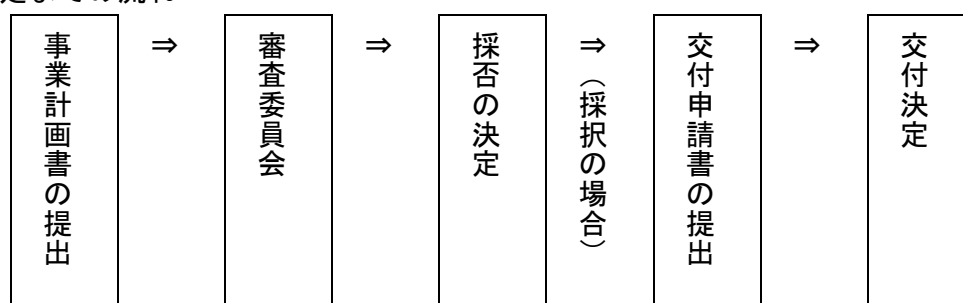 事業計画書の提出
⇒
審査委員会
⇒
採否の決定
⇒(採択の場合)
交付申請書の提出
⇒
交付決定